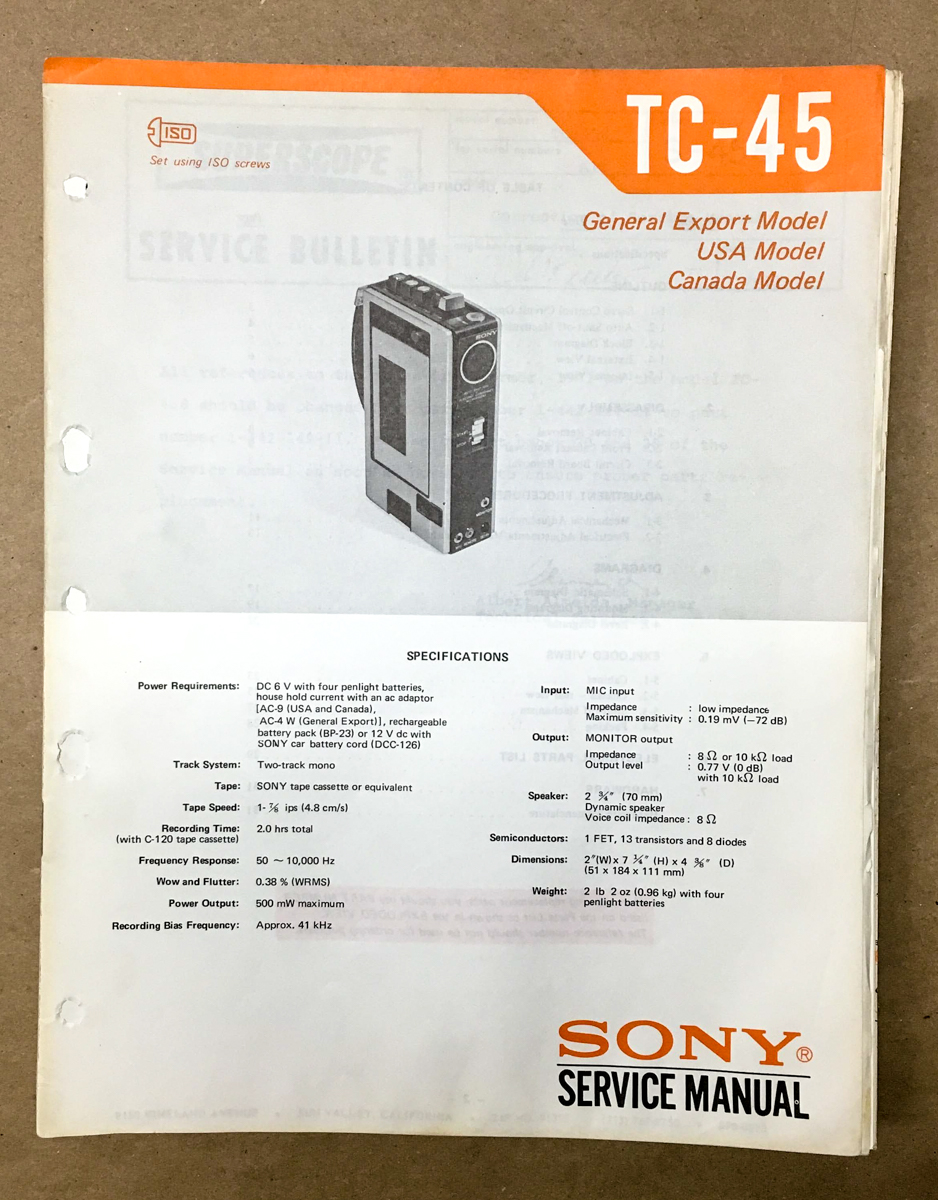 TC-45
ISO
Set using ISO screws
General Export Model
USA Model
Canada Model
SUPERSCOPE
SERVICE BULLETIN
SONY
SPECIFICATIONS
Power Requirements: DC 6 V with four penlight batteries,
house hold current with an ac adaptor
[AC-9 (USA and Canada),
AC-4 W (General Export)], rechargeable
battery pack (BP-23) or 12 V dc with
SONY car battery cord (DCC-126)
Track System: Two-track mono
Tape: SONY tape cassette or equivalent
Tape Speed: 1-⅞ ips (4.8 cm/s)
Recording Time: 2.0 hrs total
(with C-120 tape cassette)
Frequency Response: 50 ～ 10,000 Hz
Wow and Flutter: 0.38 % (WRMS)
Power Output: 500 mW maximum
Recording Bias Frequency: Approx. 41 kHz
Input: MIC input
Impedance : low impedance
Maximum sensitivity : 0.19 mV (−72 dB)
Output: MONITOR output
Impedance : 8 Ω or 10 kΩ load
Output level : 0.77 V (0 dB)
with 10 kΩ load
Speaker: 2 ¾" (70 mm)
Dynamic speaker
Voice coil impedance : 8 Ω
Semiconductors: 1 FET, 13 transistors and 8 diodes
Dimensions: 2"(W) x 7 ¼" (H) x 4 ⅜" (D)
(51 x 184 x 111 mm)
Weight: 2 lb 2 oz (0.96 kg) with four
penlight batteries
SONY®
SERVICE MANUAL